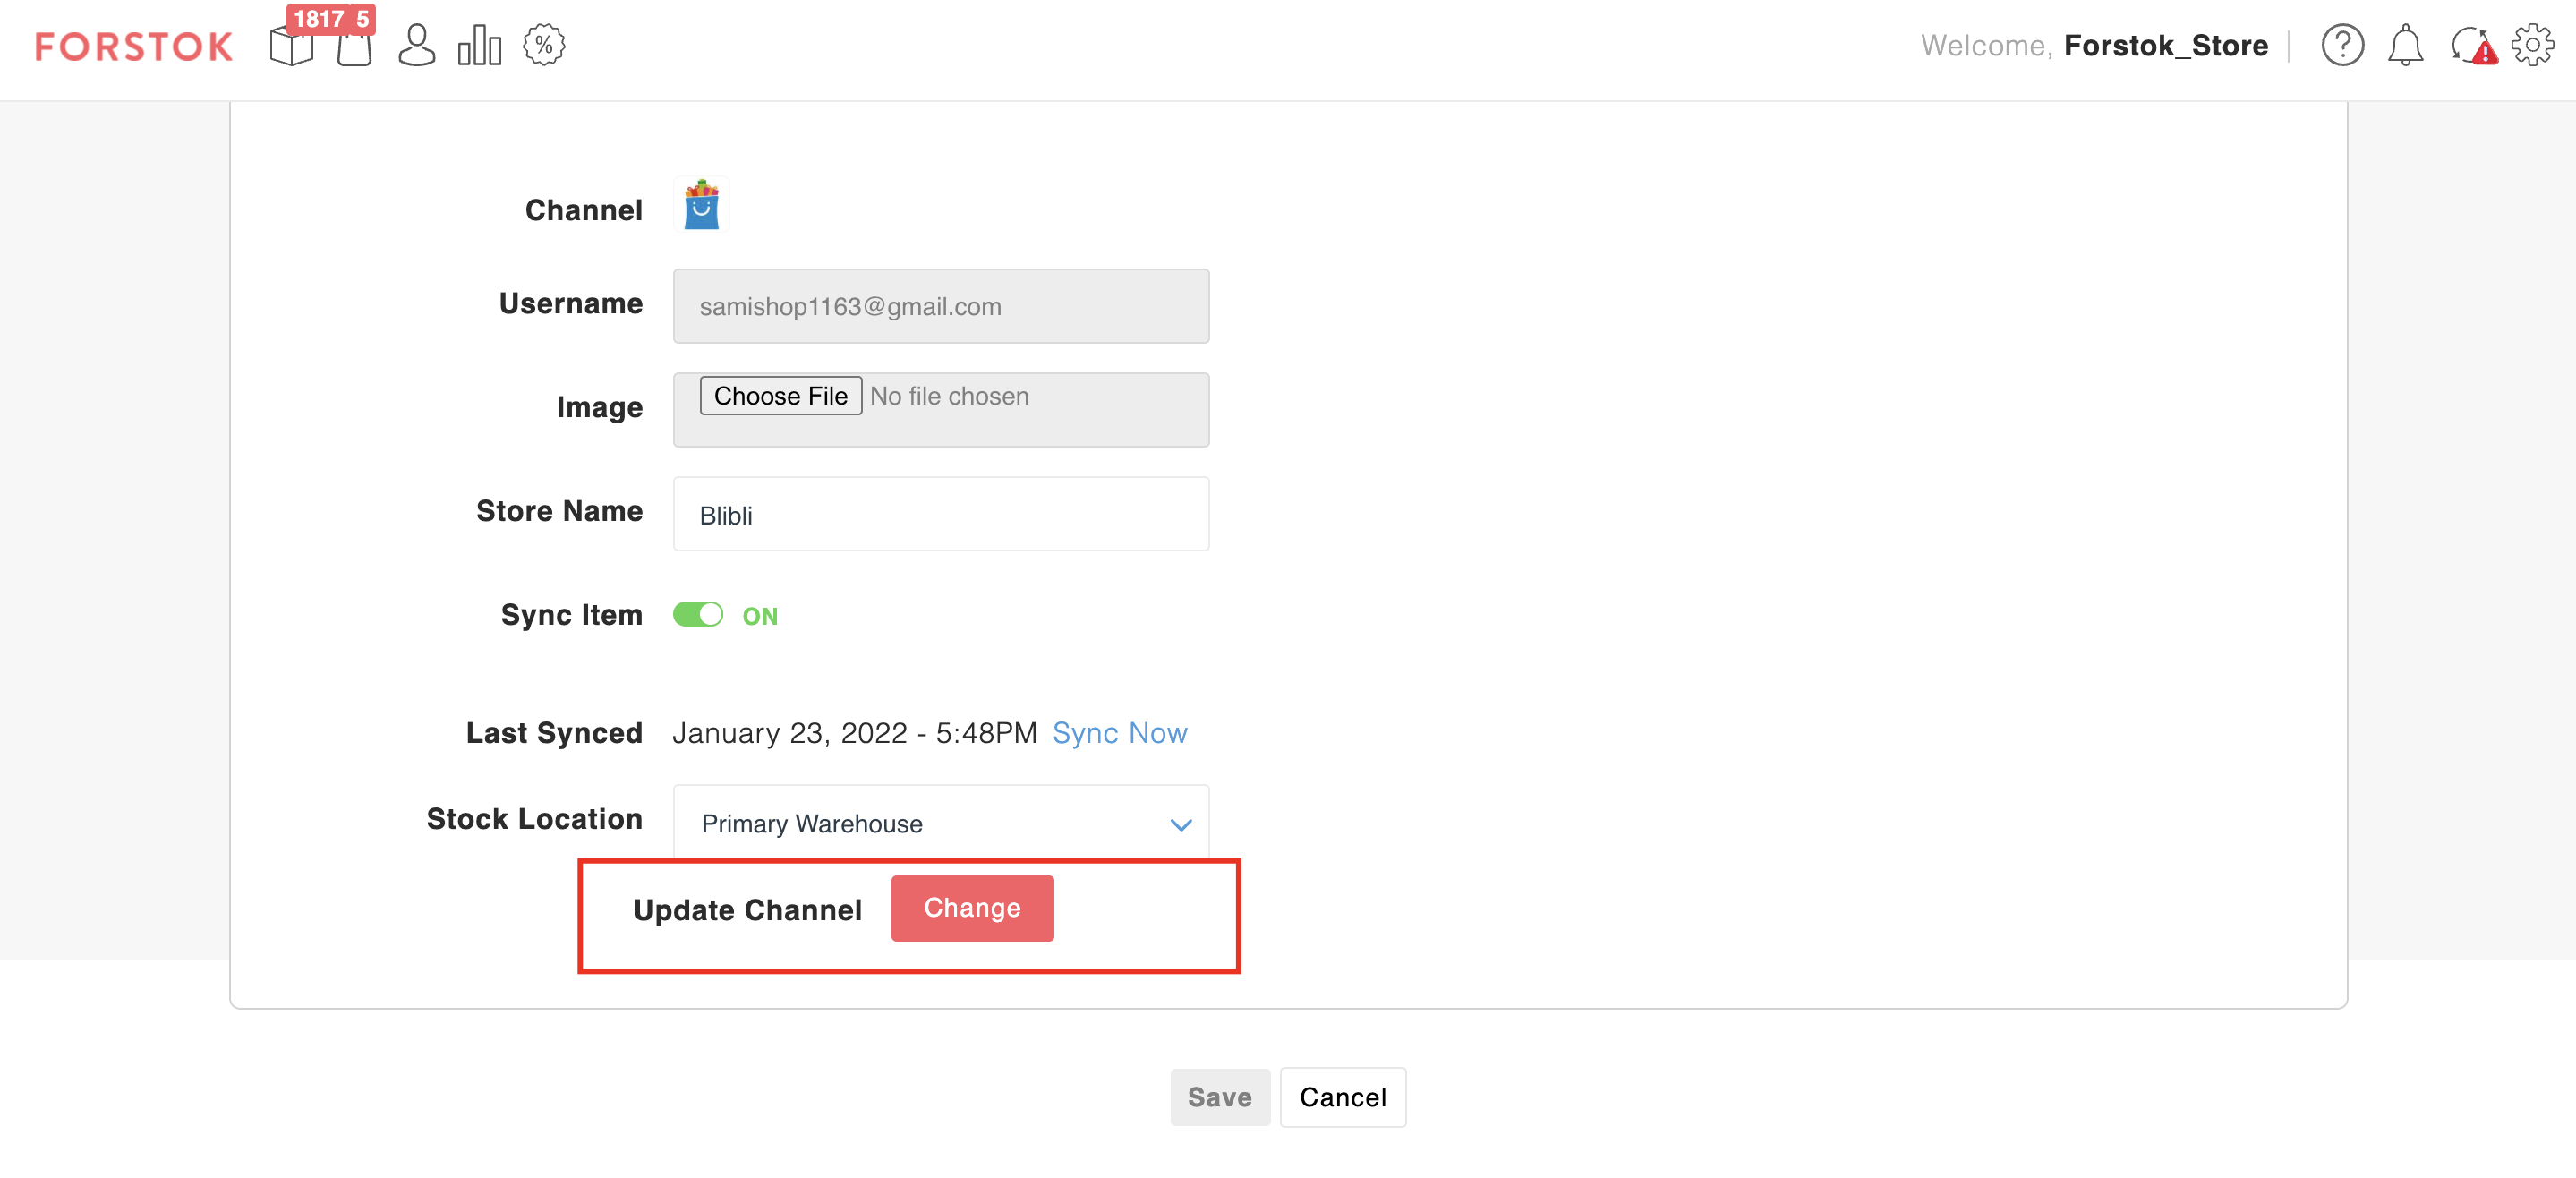 FORSTOK 1817 5 % Welcome, Forstok_Store ?
Channel
Username samishop1163@gmail.com
Image Choose File No file chosen
Store Name Blibli
Sync Item ON
Last Synced January 23, 2022 - 5:48PM Sync Now
Stock Location Primary Warehouse
Update Channel Change
Save Cancel